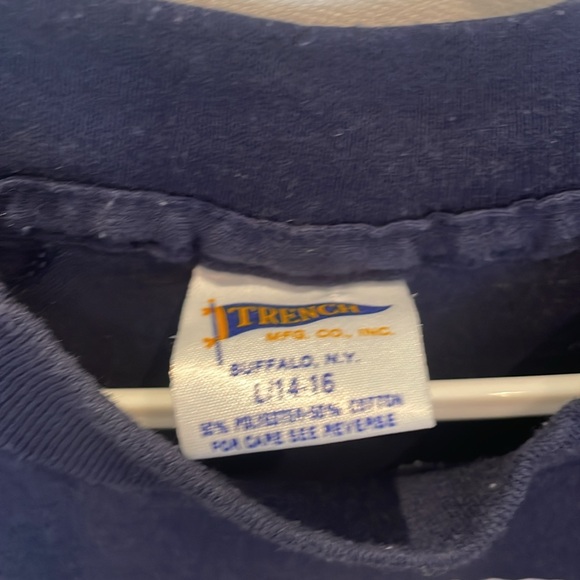 TRENCH
MFG. CO., INC.
BUFFALO, N.Y.
L/14-16
50% POLYESTER-50% COTTON
FOR CARE SEE REVERSE